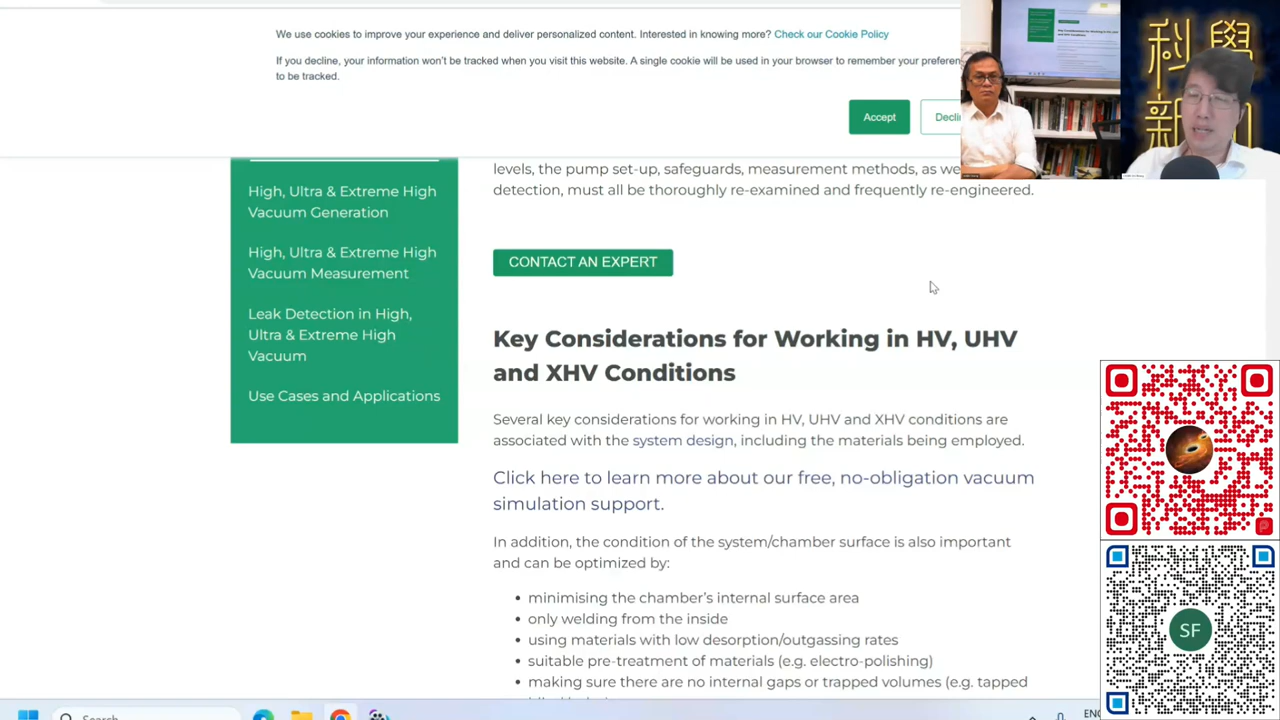 We use cookies to improve your experience and deliver personalized content. Interested in knowing more? Check our Cookie Policy
If you decline, your information won't be tracked when you visit this website. A single cookie will be used in your browser to remember your
to be tracked.
Accept
科學
新
levels, the pump set-up, safeguards, measurement methods, as
detection, must all be thoroughly re-examined and frequently re-engineered.
High, Ultra & Extreme High
Vacuum Generation
High, Ultra & Extreme High
Vacuum Measurement
Leak Detection in High,
Ultra & Extreme High
Vacuum
Use Cases and Applications
CONTACT AN EXPERT
Key Considerations for Working in HV, UHV
and XHV Conditions
Several key considerations for working in HV, UHV and XHV conditions are
associated with the system design, including the materials being employed.
Click here to learn more about our free, no-obligation vacuum
simulation support.
In addition, the condition of the system/chamber surface is also important
and can be optimized by:
• minimising the chamber's internal surface area
• only welding from the inside
• using materials with low desorption/outgassing rates
• suitable pre-treatment of materials (e.g. electro-polishing)
• making sure there are no internal gaps or trapped volumes (e.g. tapped
SF
Search